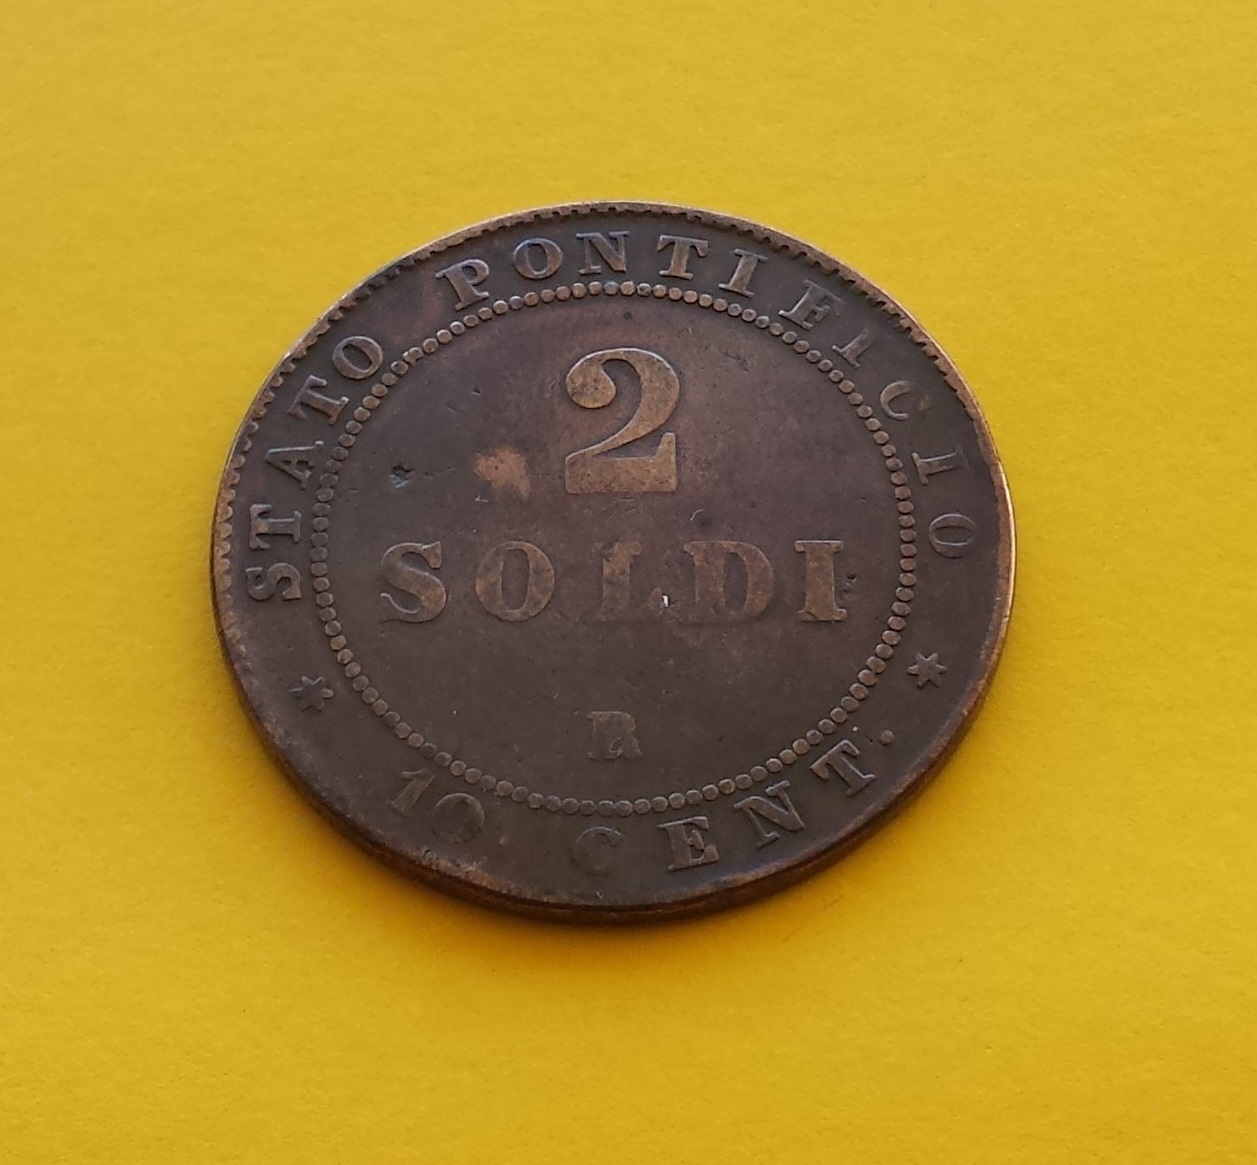 STATO PONTIFICIO
2
SOLDI
R
10 CENT.